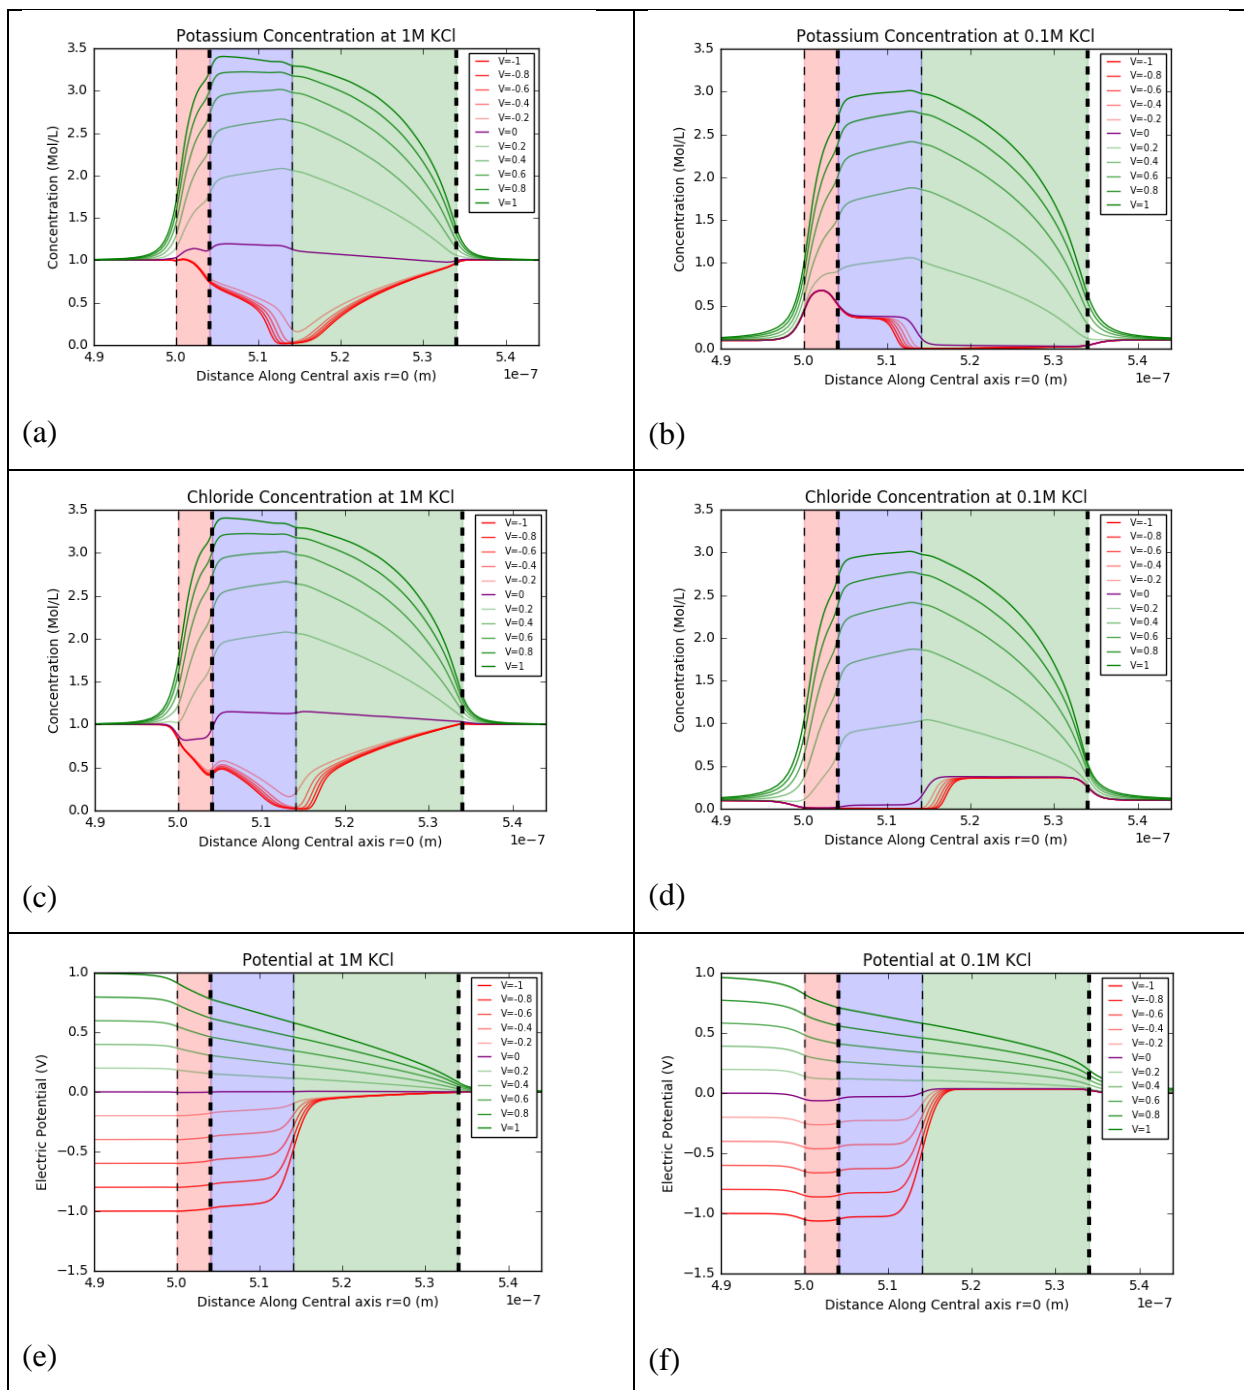 Potassium Concentration at 1M KCl
3.5
3.0
2.5
2.0
1.5
1.0
0.5
0.0
Concentration (Mol/L)
V=-1
V=-0.8
V=-0.6
V=-0.4
V=-0.2
V=0
V=0.2
V=0.4
V=0.6
V=0.8
V=1
4.9 5.0 5.1 5.2 5.3 5.4
Distance Along Central axis r=0 (m)
1e−7
(a)
Potassium Concentration at 0.1M KCl
3.5
3.0
2.5
2.0
1.5
1.0
0.5
0.0
Concentration (Mol/L)
V=-1
V=-0.8
V=-0.6
V=-0.4
V=-0.2
V=0
V=0.2
V=0.4
V=0.6
V=0.8
V=1
4.9 5.0 5.1 5.2 5.3 5.4
Distance Along Central axis r=0 (m)
1e−7
(b)
Chloride Concentration at 1M KCl
3.5
3.0
2.5
2.0
1.5
1.0
0.5
0.0
Concentration (Mol/L)
V=-1
V=-0.8
V=-0.6
V=-0.4
V=-0.2
V=0
V=0.2
V=0.4
V=0.6
V=0.8
V=1
4.9 5.0 5.1 5.2 5.3 5.4
Distance Along Central axis r=0 (m)
1e−7
(c)
Chloride Concentration at 0.1M KCl
3.5
3.0
2.5
2.0
1.5
1.0
0.5
0.0
Concentration (Mol/L)
V=-1
V=-0.8
V=-0.6
V=-0.4
V=-0.2
V=0
V=0.2
V=0.4
V=0.6
V=0.8
V=1
4.9 5.0 5.1 5.2 5.3 5.4
Distance Along Central axis r=0 (m)
1e−7
(d)
Potential at 1M KCl
1.0
0.5
0.0
−0.5
−1.0
−1.5
Electric Potential (V)
V=-1
V=-0.8
V=-0.6
V=-0.4
V=-0.2
V=0
V=0.2
V=0.4
V=0.6
V=0.8
V=1
4.9 5.0 5.1 5.2 5.3 5.4
Distance Along Central axis r=0 (m)
1e−7
(e)
Potential at 0.1M KCl
1.0
0.5
0.0
−0.5
−1.0
−1.5
Electric Potential (V)
V=-1
V=-0.8
V=-0.6
V=-0.4
V=-0.2
V=0
V=0.2
V=0.4
V=0.6
V=0.8
V=1
4.9 5.0 5.1 5.2 5.3 5.4
Distance Along Central axis r=0 (m)
1e−7
(f)